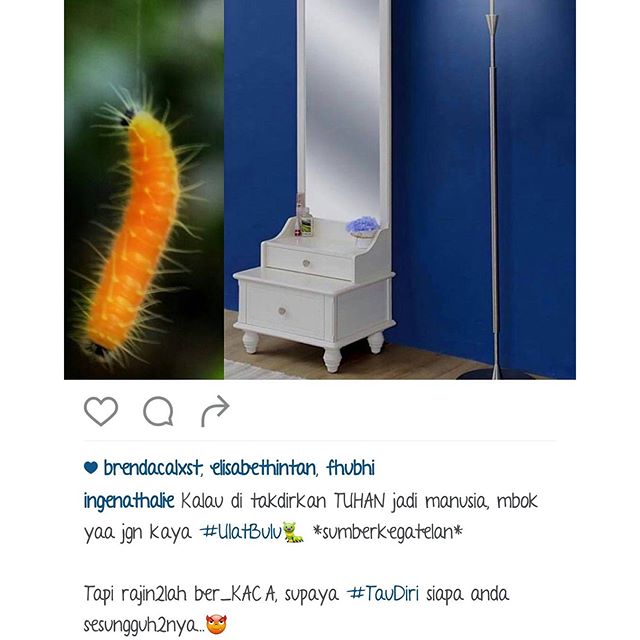 brendacalxst, elisabethintan, fhubhi
ingenathalie Kalau di takdirkan TUHAN jadi manusia, mbok
yaa jgn kaya #UlatBulu🐛 *sumberkegatelan*
Tapi rajin2lah ber_KACA, supaya #TauDiri siapa anda
sesungguh2nya...😈